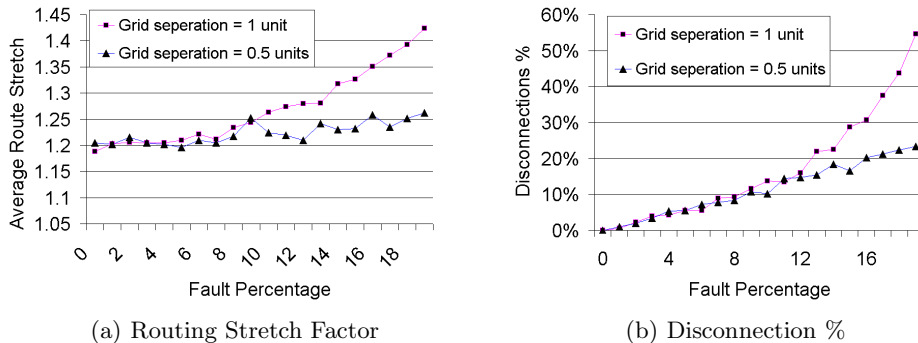 1.45
1.4
1.35
1.3
1.25
1.2
1.15
1.1
1.05
Average Route Stretch
Grid seperation = 1 unit
Grid seperation = 0.5 units
0 2 4 6 8 10 12 14 16 18
Fault Percentage
(a) Routing Stretch Factor
60%
50%
40%
30%
20%
10%
0%
Disconnections %
Grid seperation = 1 unit
Grid seperation = 0.5 units
0 4 8 12 16
Fault Percentage
(b) Disconnection %